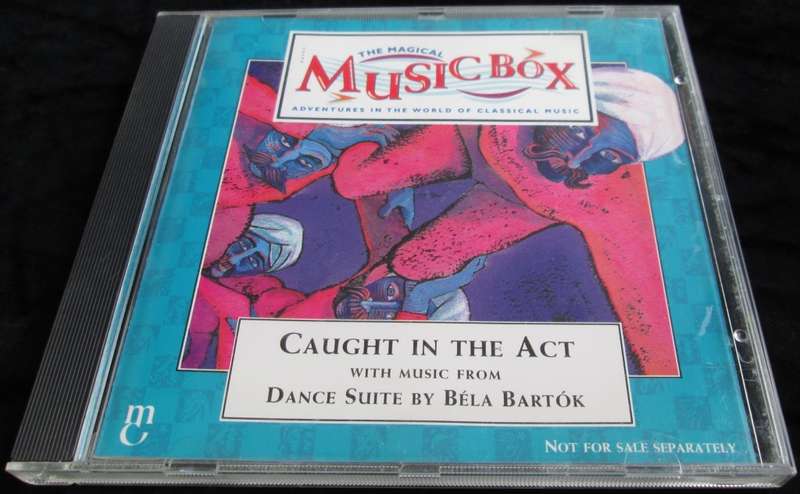 THE MAGICAL
MUSIC BOX
ADVENTURES IN THE WORLD OF CLASSICAL MUSIC
CAUGHT IN THE ACT
WITH MUSIC FROM
DANCE SUITE BY BÉLA BARTÓK
mc
NOT FOR SALE SEPARATELY